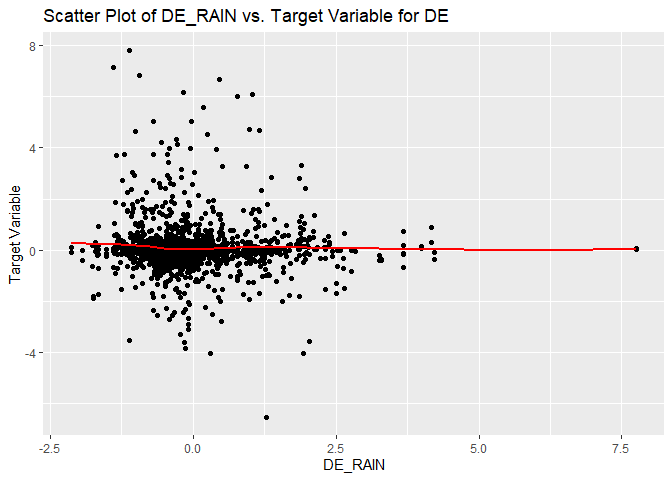 Scatter Plot of DE_RAIN vs. Target Variable for DE
8
4
0
-4
Target Variable
-2.5 0.0 2.5 5.0 7.5
DE_RAIN